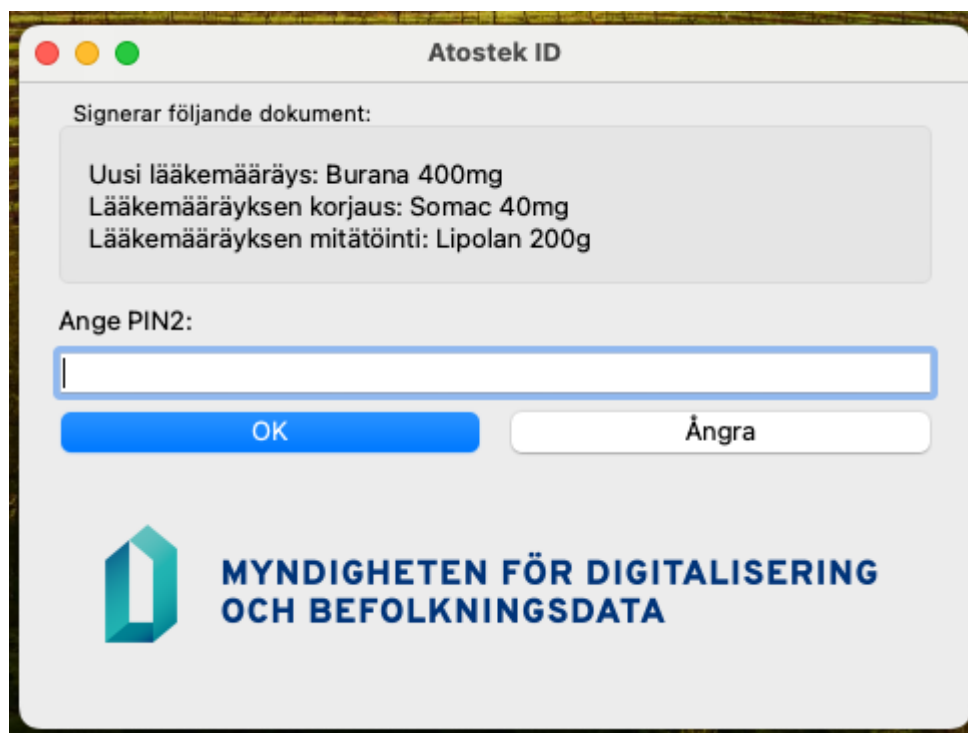 Atostek ID
Signerar följande dokument:
Uusi lääkemääräys: Burana 400mg
Lääkemääräyksen korjaus: Somac 40mg
Lääkemääräyksen mitätöinti: Lipolan 200g
Ange PIN2:
OK
Ångra
MYNDIGHETEN FÖR DIGITALISERING
OCH BEFOLKNINGSDATA